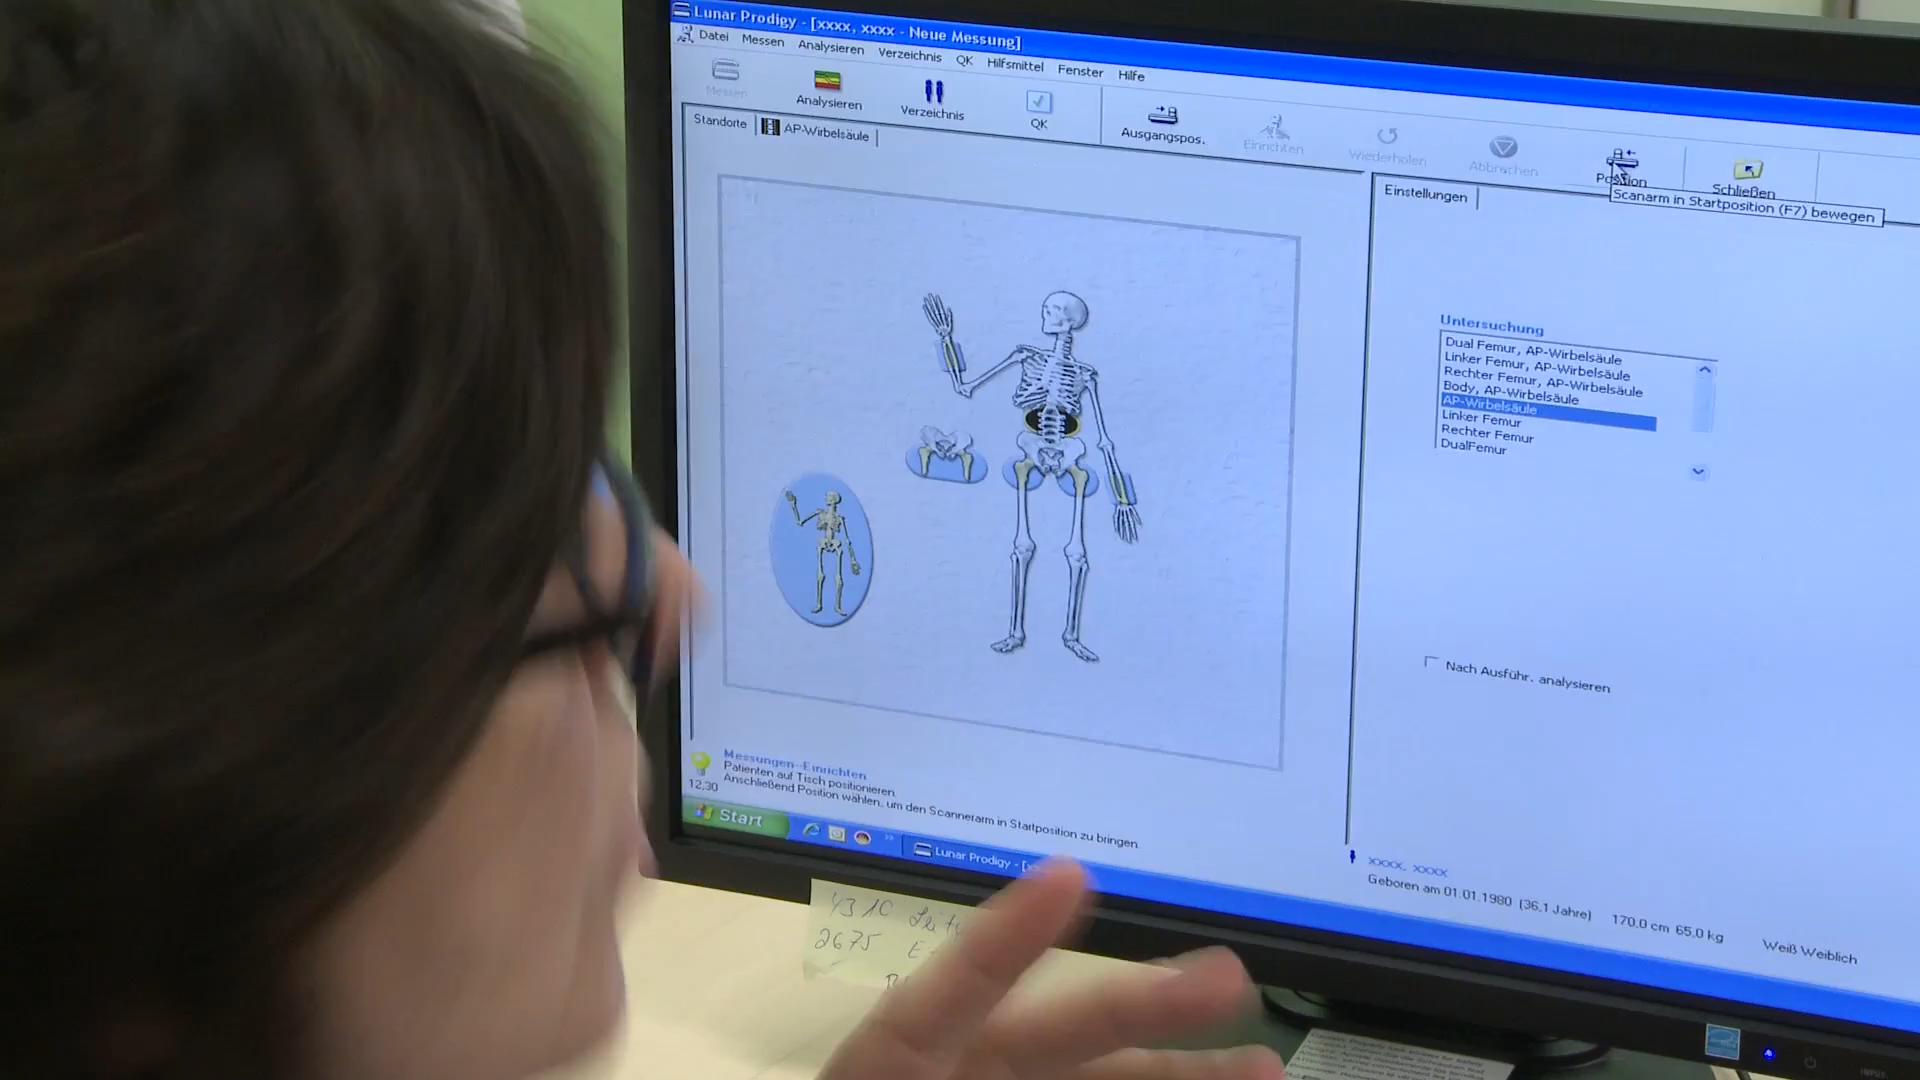 Lunar Prodigy - [xxxx, xxxx - Neue Messung]
Datei Messen Analysieren Verzeichnis QK Hilfsmittel Fenster Hilfe
Messen Analysieren Verzeichnis QK Ausgangspos. Einrichten Wiederholen Abbrechen Position Schließen
Scanarm in Startposition (F7) bewegen
Standorte AP-Wirbelsäule
Einstellungen
Untersuchung
Dual Femur, AP-Wirbelsäule
Linker Femur, AP-Wirbelsäule
Rechter Femur, AP-Wirbelsäule
Body, AP-Wirbelsäule
AP-Wirbelsäule
Linker Femur
Rechter Femur
DualFemur
Nach Ausführ. analysieren
Messungen--Einrichten
Patienten auf Tisch positionieren.
Anschließend Position wählen, um den Scannerarm in Startposition zu bringen.
12,30
xxxx, xxxx
Geboren am 01.01.1980 (36,1 Jahre) 170,0 cm 65,0 kg Weiß Weiblich
Start
Lunar Prodigy - [
4310
2675
INPUT